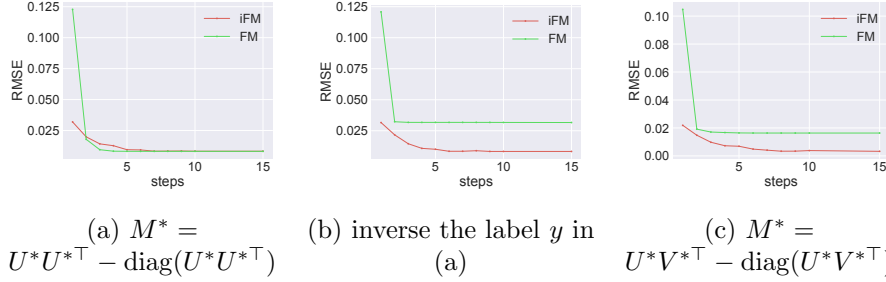 0.125
0.100
0.075
0.050
0.025
RMSE
iFM
FM
5 10 15
steps
0.125
0.100
0.075
0.050
0.025
RMSE
iFM
FM
5 10 15
steps
0.10
0.08
0.06
0.04
0.02
0.00
RMSE
iFM
FM
5 10 15
steps
(a) M* =
U*U*⊤ − diag(U*U*⊤)
(b) inverse the label y in
(a)
(c) M* =
U*V*⊤ − diag(U*V*⊤)